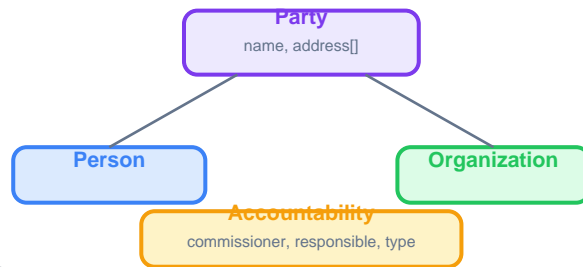 Party
name, address[]
Person
Organization
Accountability
commissioner, responsible, type